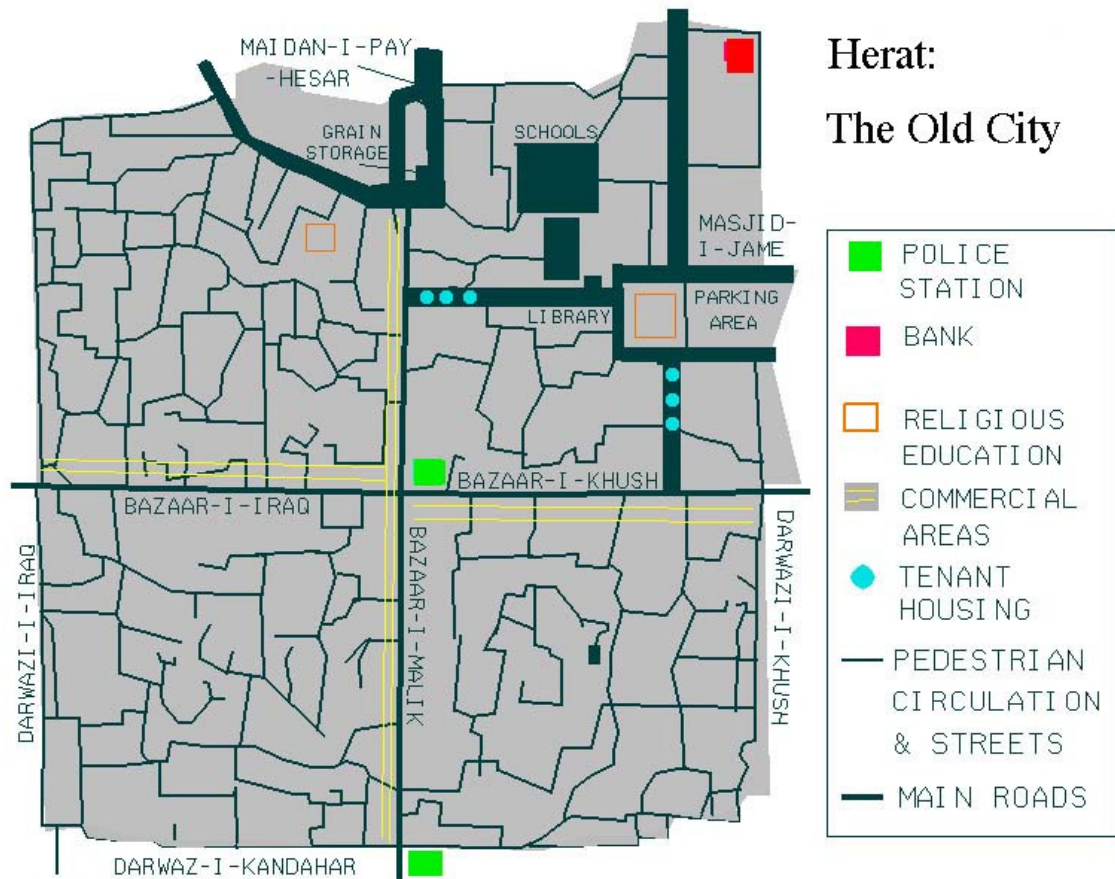 Herat:
The Old City
MAIDAN-I-PAY
-HESAR
GRAIN
STORAGE
SCHOOLS
MASJID-
I-JAME
LIBRARY
PARKING
AREA
BAZAAR-I-KHUSH
BAZAAR-I-IRAQ
DARWAZI-I-IRAQ
BAZAAR-I-MALIK
DARWAZI-I-KHUSH
DARWAZ-I-KANDAHAR
POLICE
STATION
BANK
RELIGIOUS
EDUCATION
COMMERCIAL
AREAS
TENANT
HOUSING
PEDESTRIAN
CIRCULATION
& STREETS
MAIN ROADS